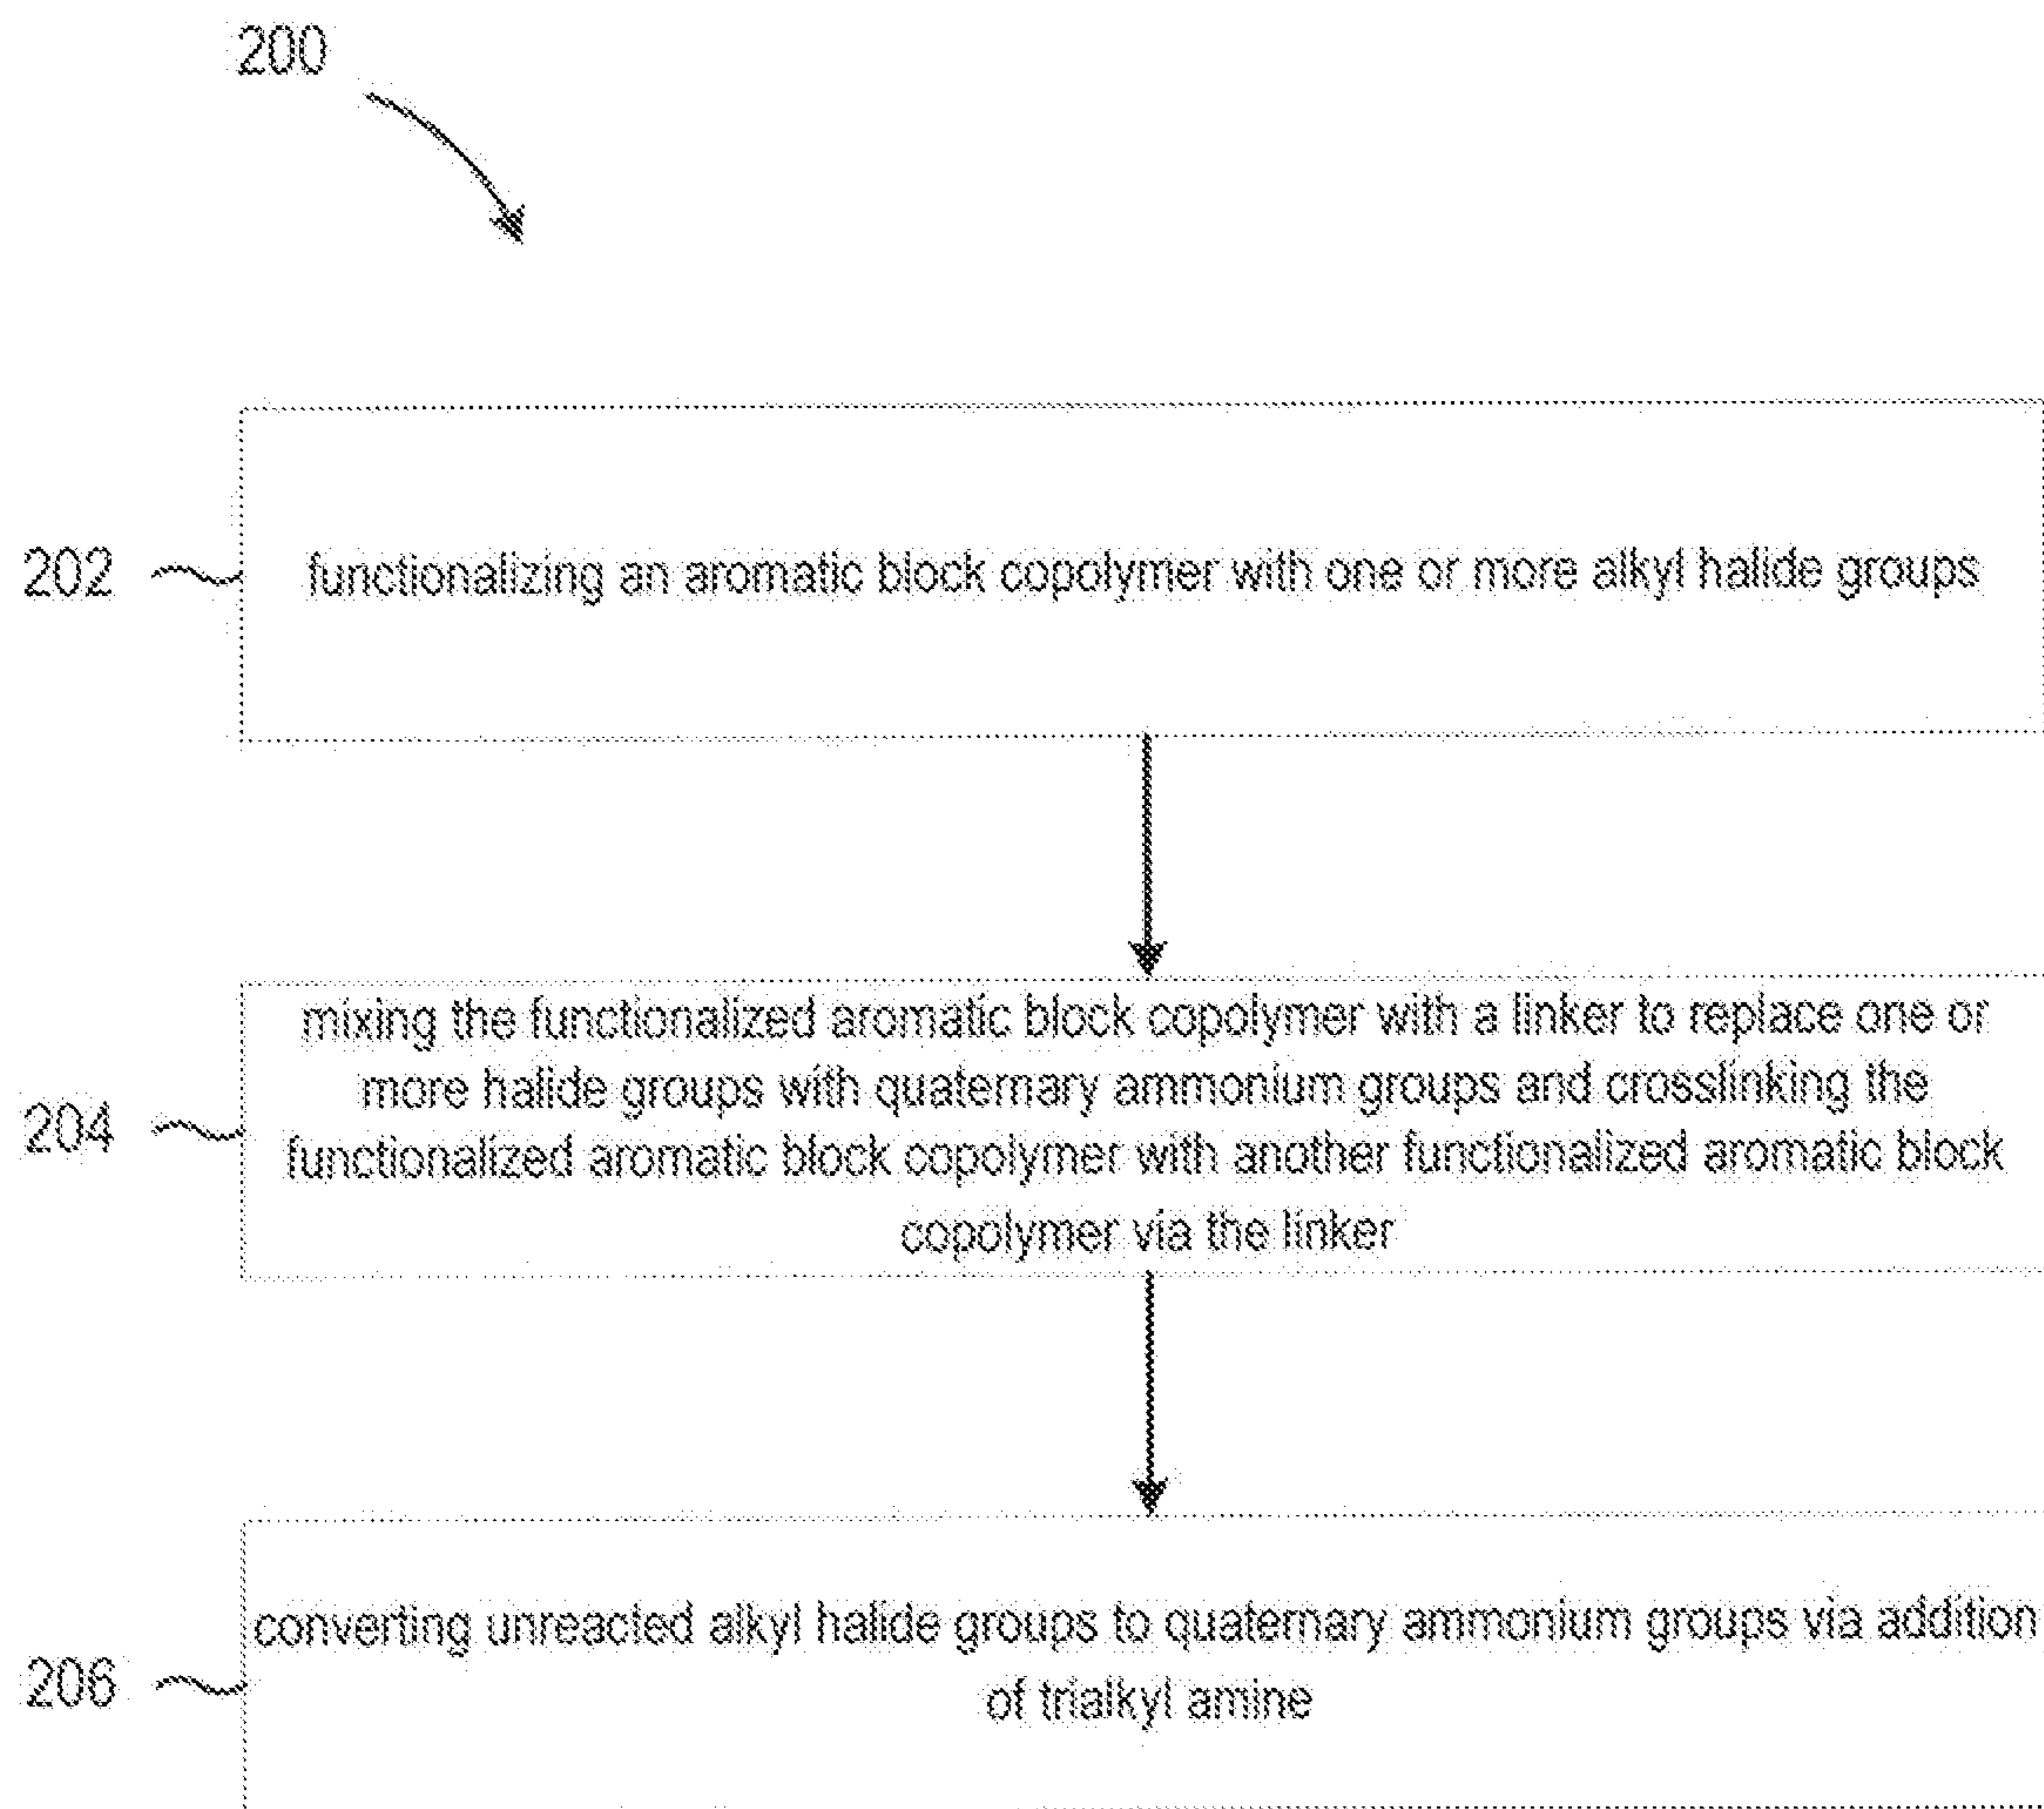 200
202
functionalizing an aromatic block copolymer with one or more alkyl halide groups
204
mixing the functionalized aromatic block copolymer with a linker to replace one or
more halide groups with quaternary ammonium groups and crosslinking the
functionalized aromatic block copolymer with another functionalized aromatic block
copolymer via the linker
206
converting unreacted alkyl halide groups to quaternary ammonium groups via addition
of trialkyl amine